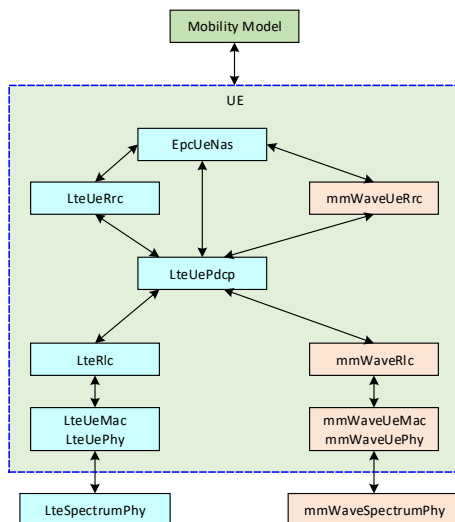 Mobility Model
UE
EpcUeNas
LteUeRrc
mmWaveUeRrc
LteUePdcp
LteRlc
mmWaveRlc
LteUeMac
LteUePhy
mmWaveUeMac
mmWaveUePhy
LteSpectrumPhy
mmWaveSpectrumPhy